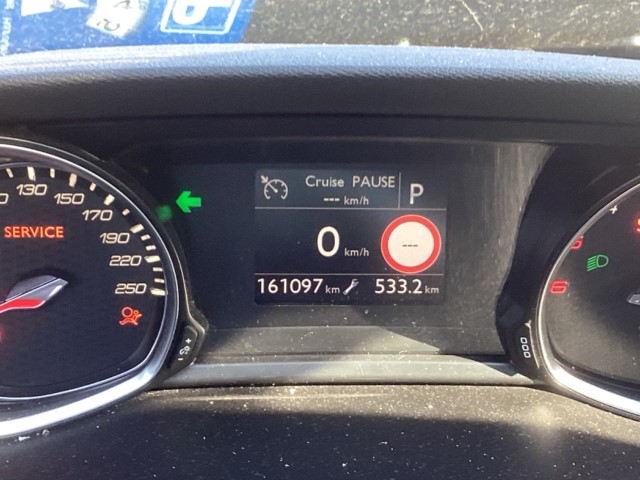 Cruise PAUSE
--- km/h
P
0 km/h
---
161097 km 533.2 km
SERVICE
130
150
170
190
220
250